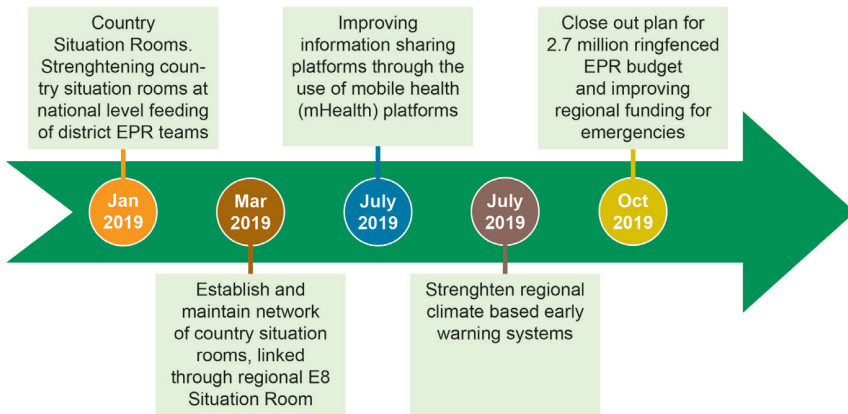 Country
Situation Rooms.
Strenghtening coun-
try situation rooms at
national level feeding
of district EPR teams
Jan
2019
Mar
2019
Establish and
maintain network
of country situation
rooms, linked
through regional E8
Situation Room
Improving
information sharing
platforms through the
use of mobile health
(mHealth) platforms
July
2019
July
2019
Strenghten regional
climate based early
warning systems
Close out plan for
2.7 million ringfenced
EPR budget
and improving
regional funding for
emergencies
Oct
2019